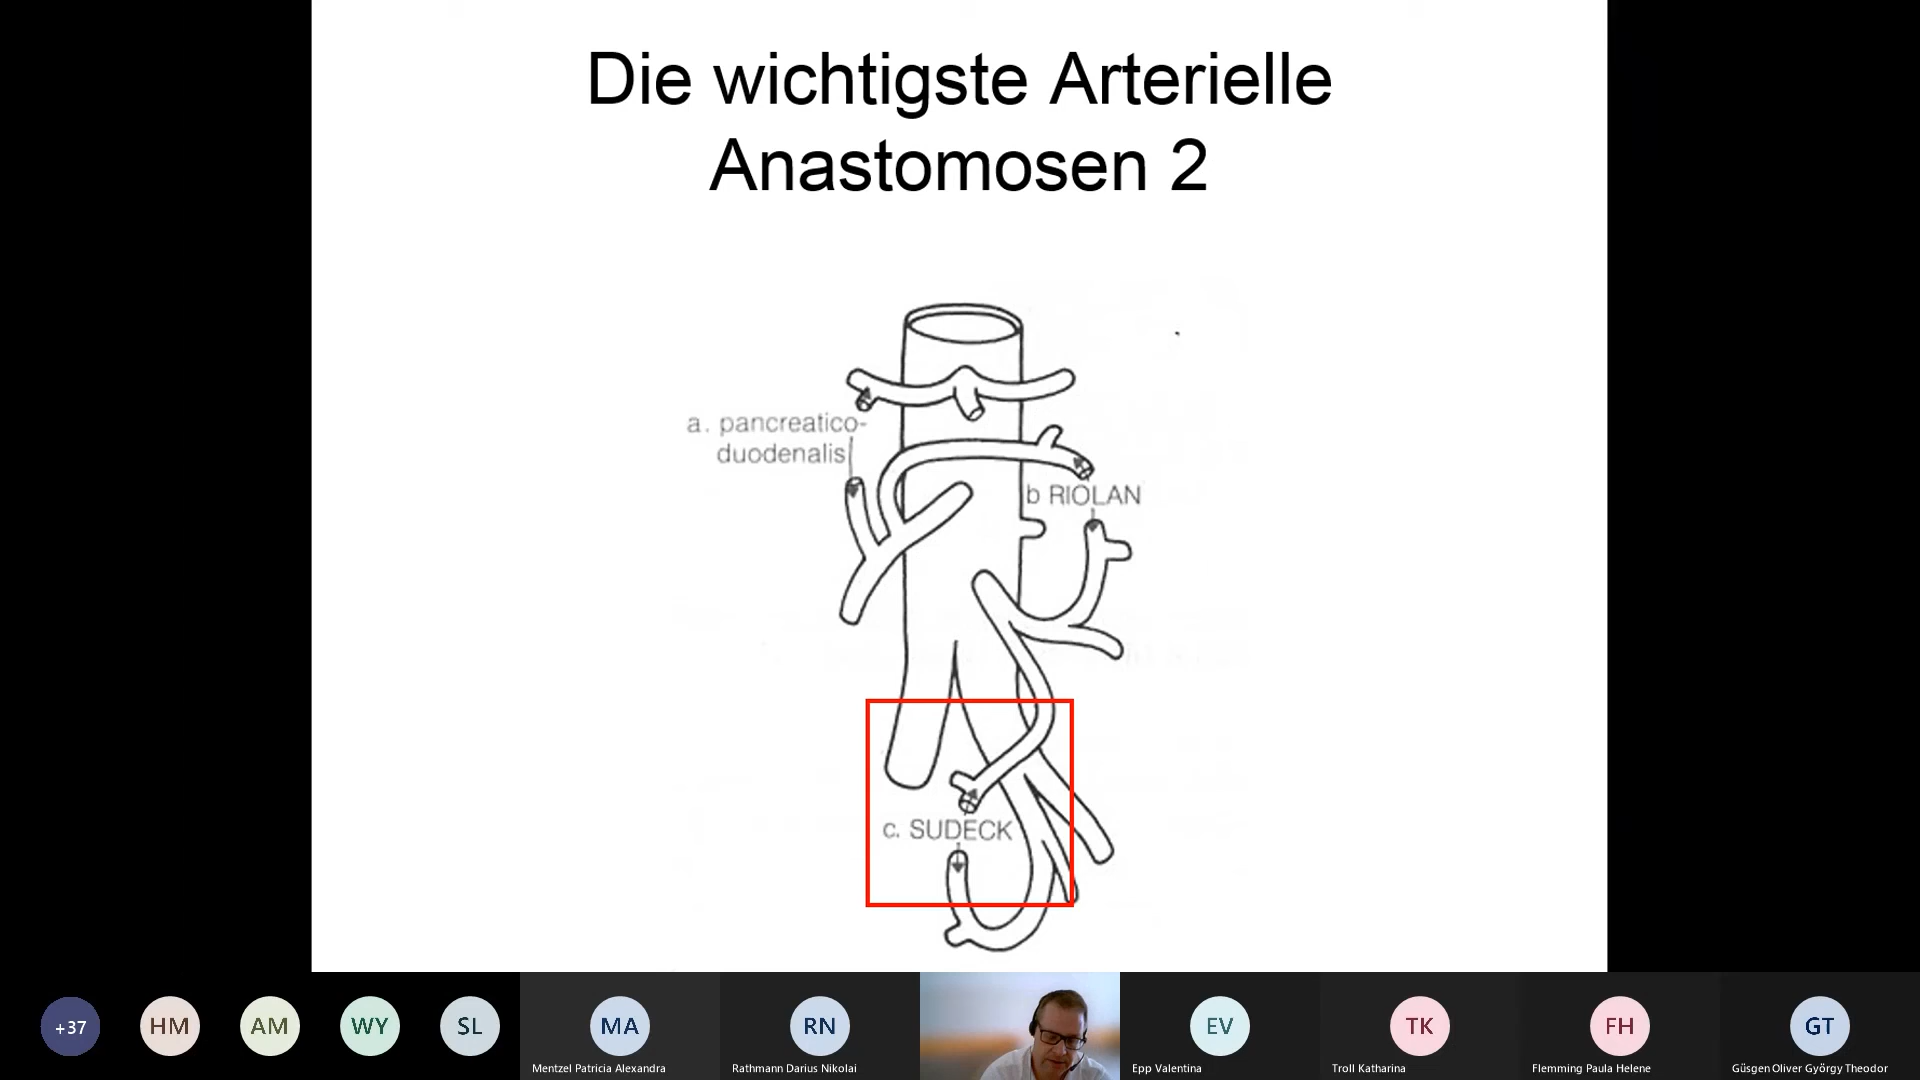 Die wichtigste Arterielle
Anastomosen 2
a. pancreatico-
duodenalis
b RIOLAN
c. SUDECK
+37
HM
AM
WY
SL
MA
Mentzel Patricia Alexandra
RN
Rathmann Darius Nikolai
EV
Epp Valentina
TK
Troll Katharina
FH
Flemming Paula Helene
GT
Güsgen Oliver György Theodor